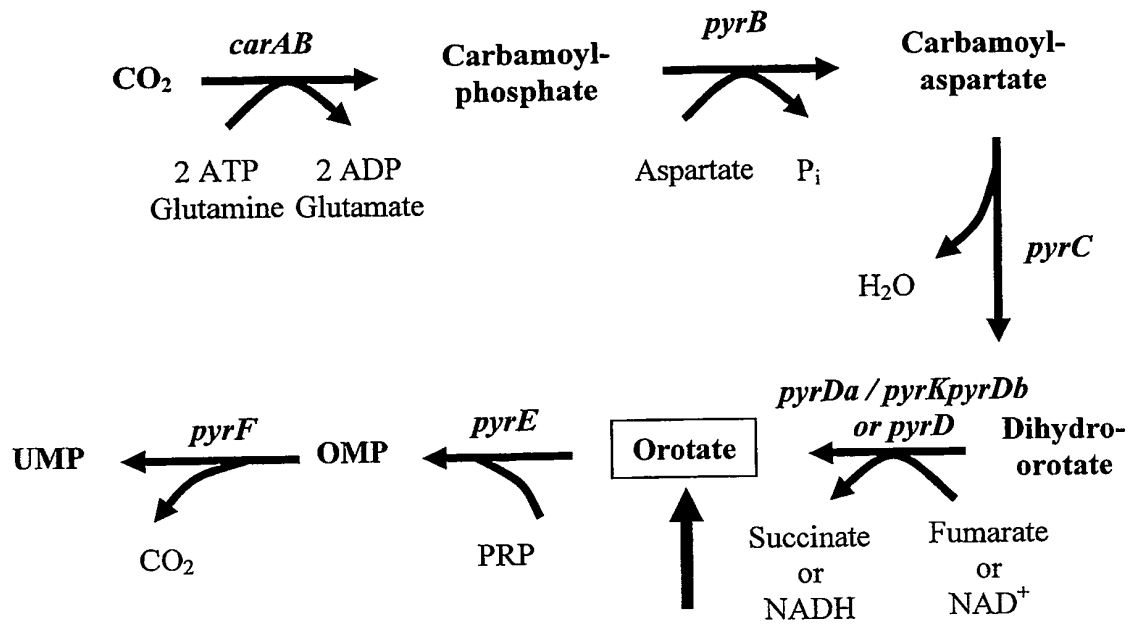 carAB
CO₂
Carbamoyl-
phosphate
2 ATP
Glutamine
2 ADP
Glutamate
pyrB
Aspartate
Pᵢ
Carbamoyl-
aspartate
H₂O
pyrC
pyrDa / pyrKpyrDb
or pyrD
Dihydro-
orotate
Fumarate
or
NAD⁺
Succinate
or
NADH
Orotate
pyrE
PRP
OMP
pyrF
CO₂
UMP